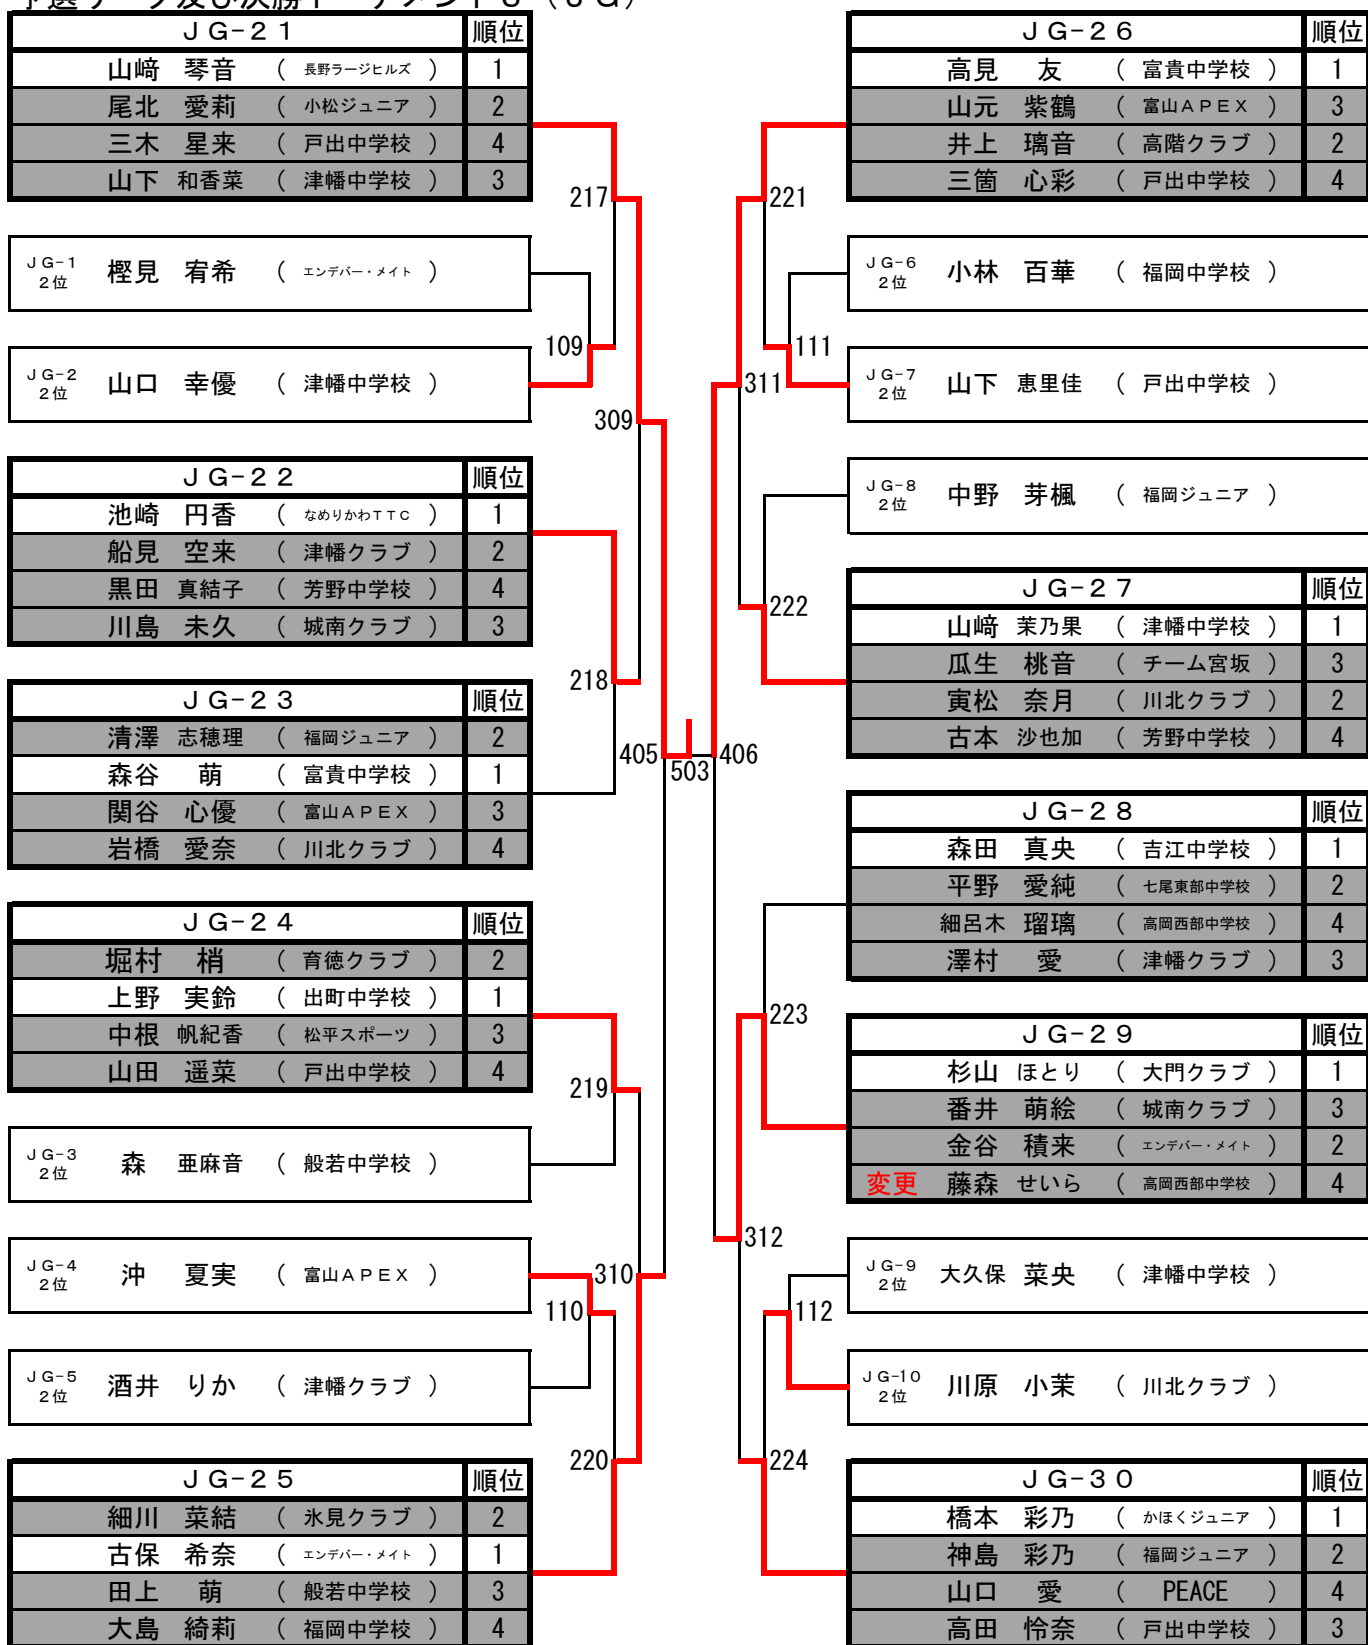 予選リーグ及び決勝トーナメント３（ＪＧ）
ＪＧ-２１ 順位
山﨑 琴音 （ 長野ラージヒルズ ） 1
尾北 愛莉 （ 小松ジュニア ） 2
三木 星来 （ 戸出中学校 ） 4
山下 和香菜 （ 津幡中学校 ） 3
217
ＪＧ-１ ２位 樫見 宥希 （ エンデバー・メイト ）
109
ＪＧ-２ ２位 山口 幸優 （ 津幡中学校 ）
309
ＪＧ-２２ 順位
池崎 円香 （ なめりかわＴＴＣ ） 1
船見 空来 （ 津幡クラブ ） 2
黒田 真結子 （ 芳野中学校 ） 4
川島 未久 （ 城南クラブ ） 3
218
ＪＧ-２３ 順位
清澤 志穂理 （ 福岡ジュニア ） 2
森谷 萌 （ 富貴中学校 ） 1
関谷 心優 （ 富山ＡＰＥＸ ） 3
岩橋 愛奈 （ 川北クラブ ） 4
405 503 406
ＪＧ-２４ 順位
堀村 梢 （ 育徳クラブ ） 2
上野 実鈴 （ 出町中学校 ） 1
中根 帆紀香 （ 松平スポーツ ） 3
山田 遥菜 （ 戸出中学校 ） 4
219
ＪＧ-３ ２位 森 亜麻音 （ 般若中学校 ）
ＪＧ-４ ２位 沖 夏実 （ 富山ＡＰＥＸ ）
310
110
ＪＧ-５ ２位 酒井 りか （ 津幡クラブ ）
220
ＪＧ-２５ 順位
細川 菜結 （ 氷見クラブ ） 2
古保 希奈 （ エンデバー・メイト ） 1
田上 萌 （ 般若中学校 ） 3
大島 綺莉 （ 福岡中学校 ） 4
ＪＧ-２６ 順位
高見 友 （ 富貴中学校 ） 1
山元 紫鶴 （ 富山ＡＰＥＸ ） 3
井上 璃音 （ 高階クラブ ） 2
三箇 心彩 （ 戸出中学校 ） 4
221
ＪＧ-６ ２位 小林 百華 （ 福岡中学校 ）
111
ＪＧ-７ ２位 山下 恵里佳 （ 戸出中学校 ）
311
ＪＧ-８ ２位 中野 芽楓 （ 福岡ジュニア ）
222
ＪＧ-２７ 順位
山﨑 茉乃果 （ 津幡中学校 ） 1
瓜生 桃音 （ チーム宮坂 ） 3
寅松 奈月 （ 川北クラブ ） 2
古本 沙也加 （ 芳野中学校 ） 4
ＪＧ-２８ 順位
森田 真央 （ 吉江中学校 ） 1
平野 愛純 （ 七尾東部中学校 ） 2
細呂木 瑠璃 （ 高岡西部中学校 ） 4
澤村 愛 （ 津幡クラブ ） 3
223
ＪＧ-２９ 順位
杉山 ほとり （ 大門クラブ ） 1
番井 萌絵 （ 城南クラブ ） 3
金谷 積来 （ エンデバー・メイト ） 2
変更 藤森 せいら （ 高岡西部中学校 ） 4
312
ＪＧ-９ ２位 大久保 菜央 （ 津幡中学校 ）
112
ＪＧ-１０ ２位 川原 小茉 （ 川北クラブ ）
224
ＪＧ-３０ 順位
橋本 彩乃 （ かほくジュニア ） 1
神島 彩乃 （ 福岡ジュニア ） 2
山口 愛 （ PEACE ） 4
高田 怜奈 （ 戸出中学校 ） 3